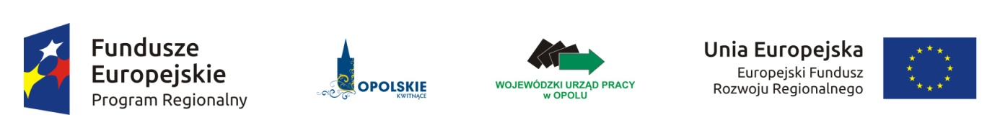 Fundusze
Europejskie
Program Regionalny
OPOLSKIE
KWITNĄCE
WOJEWÓDZKI URZĄD PRACY
w OPOLU
Unia Europejska
Europejski Fundusz
Rozwoju Regionalnego